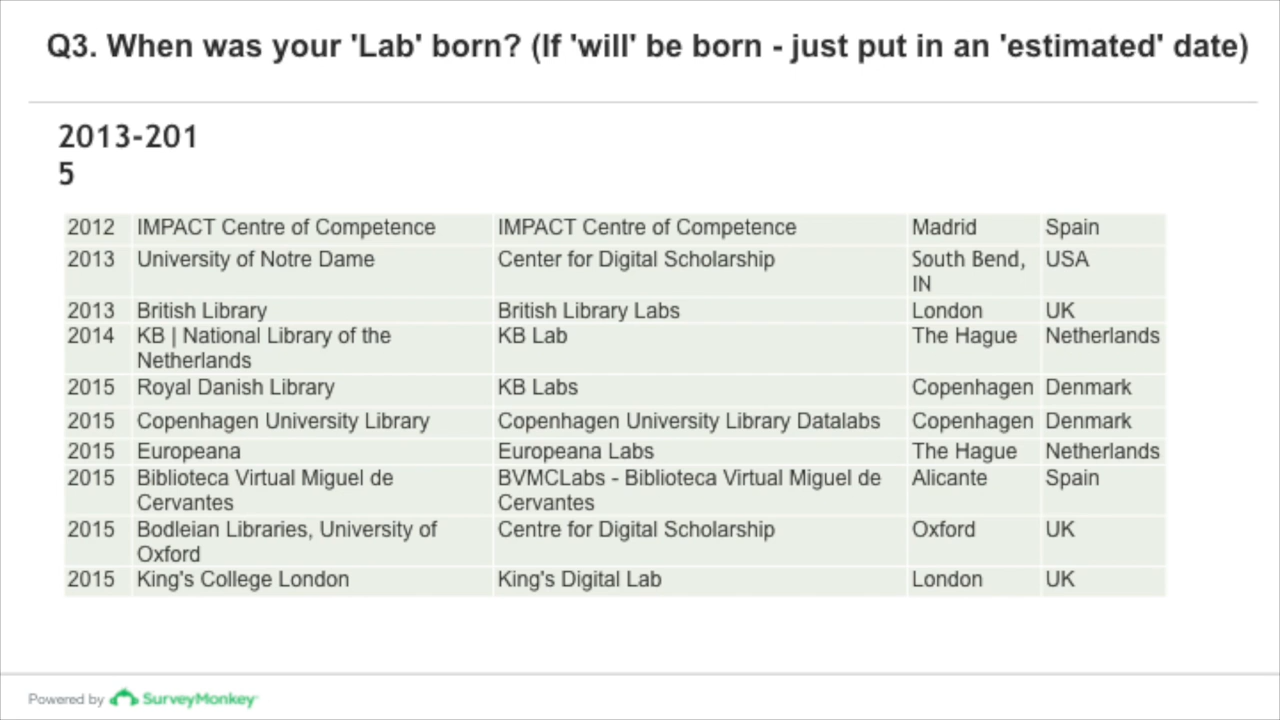 Q3. When was your 'Lab' born? (If 'will' be born - just put in an 'estimated' date)
2013-201
5
2012 IMPACT Centre of Competence IMPACT Centre of Competence Madrid Spain
2013 University of Notre Dame Center for Digital Scholarship South Bend, USA
IN
2013 British Library British Library Labs London UK
2014 KB | National Library of the KB Lab The Hague Netherlands
Netherlands
2015 Royal Danish Library KB Labs Copenhagen Denmark
2015 Copenhagen University Library Copenhagen University Library Datalabs Copenhagen Denmark
2015 Europeana Europeana Labs The Hague Netherlands
2015 Biblioteca Virtual Miguel de BVMCLabs - Biblioteca Virtual Miguel de Alicante Spain
Cervantes Cervantes
2015 Bodleian Libraries, University of Centre for Digital Scholarship Oxford UK
Oxford
2015 King's College London King's Digital Lab London UK
Powered by SurveyMonkey